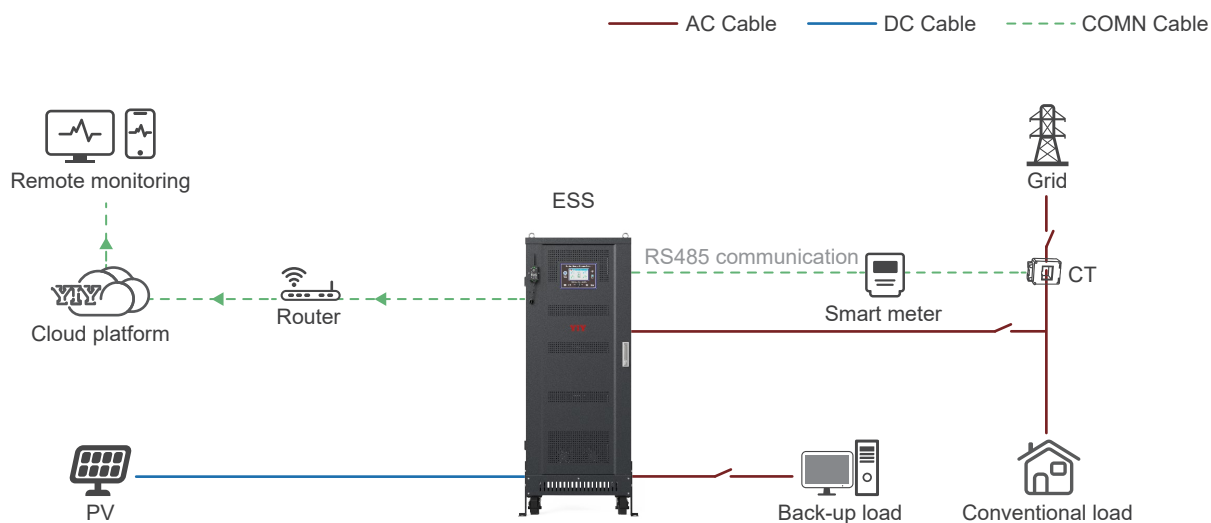 AC Cable DC Cable COMN Cable
Remote monitoring
Grid
ESS
RS485 communication
CT
YIY
Cloud platform
Router
Smart meter
PV
Back-up load
Conventional load